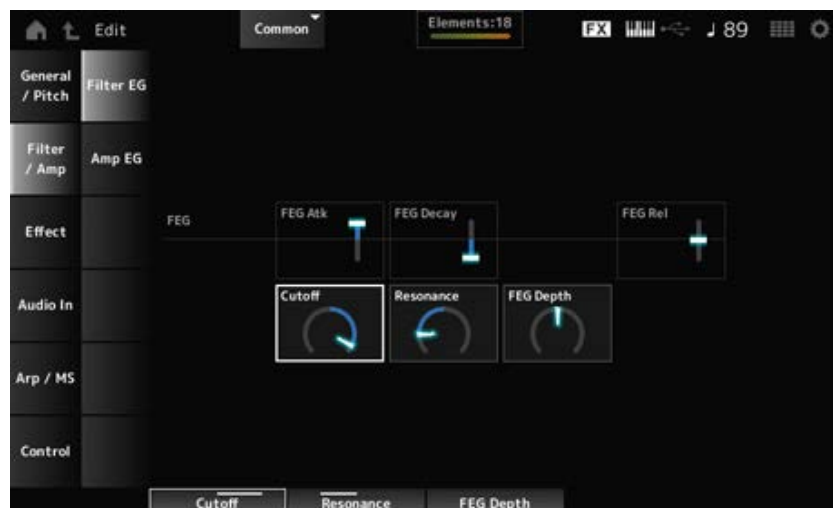 Edit
Common
Elements:18
FX
♩ 89
General
/ Pitch
Filter EG
Filter
/ Amp
Amp EG
Effect
Audio In
Arp / MS
Control
FEG
FEG Atk
FEG Decay
FEG Rel
Cutoff
Resonance
FEG Depth
Cutoff
Resonance
FEG Depth